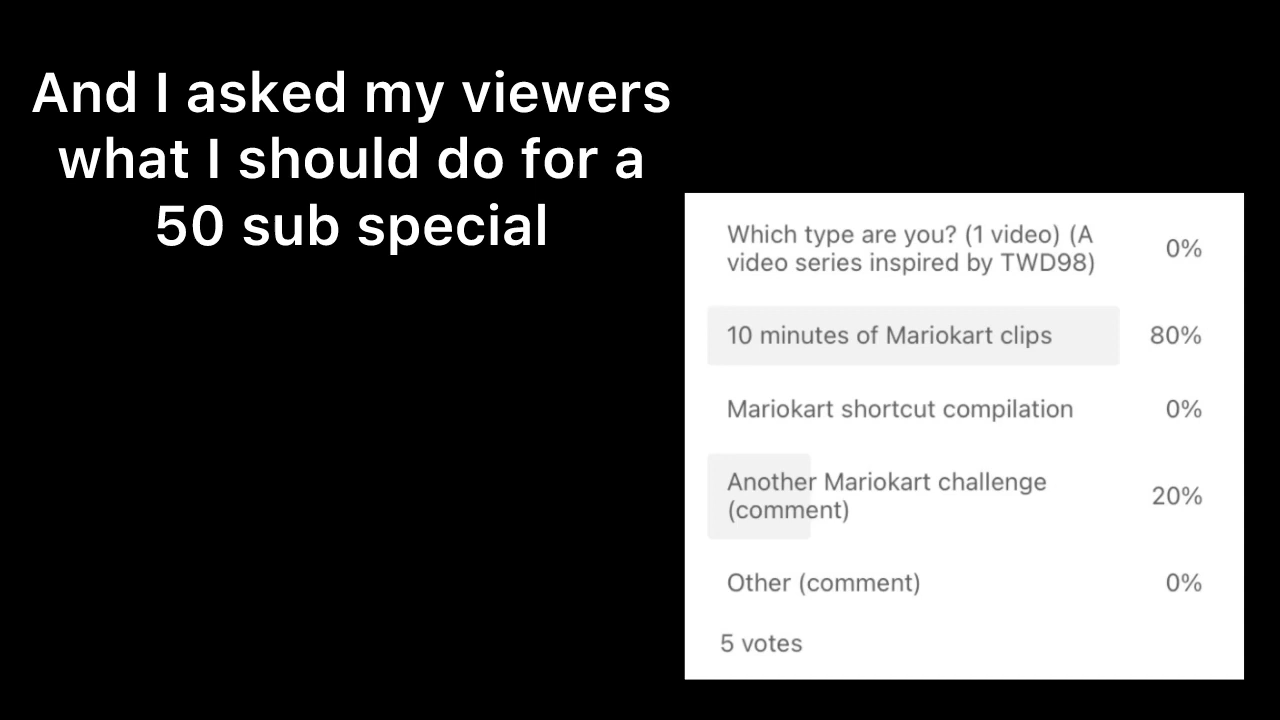 And I asked my viewers
what I should do for a
50 sub special
Which type are you? (1 video) (A
video series inspired by TWD98)
0%
10 minutes of Mariokart clips
80%
Mariokart shortcut compilation
0%
Another Mariokart challenge
(comment)
20%
Other (comment)
0%
5 votes